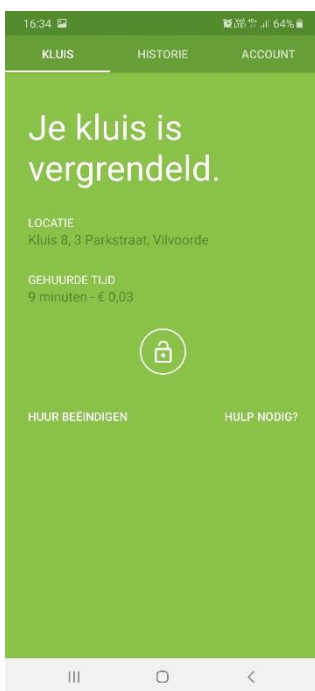 16:34 64%
KLUIS HISTORIE ACCOUNT
Je kluis is
vergrendeld.
LOCATIE
Kluis 8, 3 Parkstraat, Vilvoorde
GEHUURDE TIJD
9 minuten - € 0,03
HUUR BEËINDIGEN HULP NODIG?